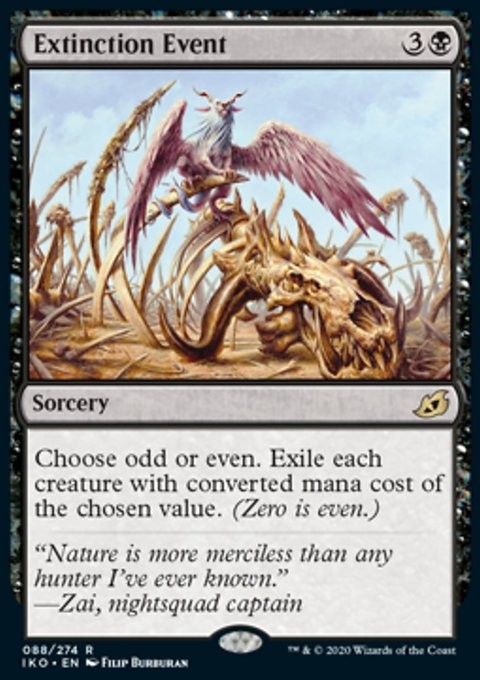 Extinction Event 3
Sorcery
Choose odd or even. Exile each
creature with converted mana cost of
the chosen value. (Zero is even.)
“Nature is more merciless than any
hunter I’ve ever known.”
—Zai, nightsquad captain
088/274 R
IKO • EN Filip Burburan
™ & © 2020 Wizards of the Coast